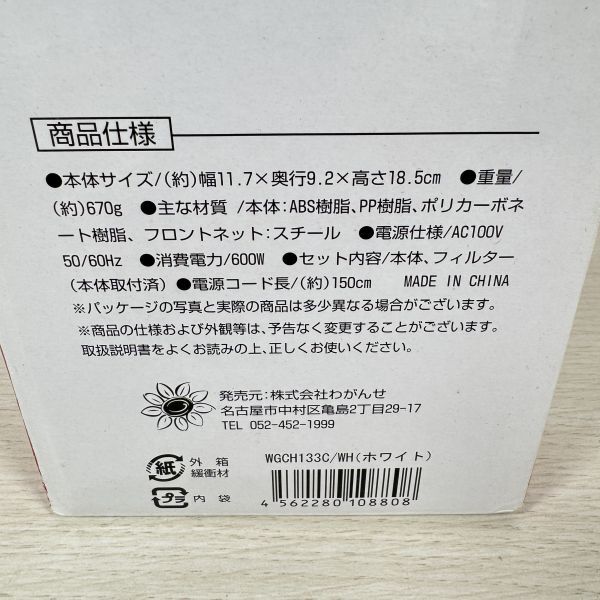 商品仕様
●本体サイズ/(約)幅11.7×奥行9.2×高さ18.5cm ●重量/
(約)670g ●主な材質 /本体:ABS樹脂、PP樹脂、ポリカーボネ
ート樹脂、フロントネット:スチール ●電源仕様/AC100V
50/60Hz ●消費電力/600W ●セット内容/本体、フィルター
(本体取付済) ●電源コード長/(約)150cm MADE IN CHINA
※パッケージの写真と実際の商品は多少異なる場合がございます。
※商品の仕様および外観等は、予告なく変更することがございます。
取扱説明書をよくお読みの上、正しくお使いください。
発売元:株式会社わがんせ
名古屋市中村区亀島2丁目29-17
TEL 052-452-1999
紙 外箱 緩衝材
プラ 内袋
WGCH133C/WH(ホワイト)
4 562280 108808